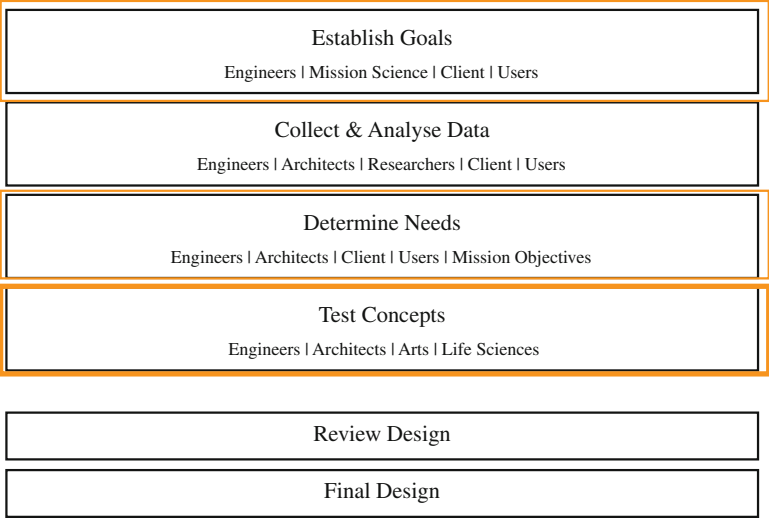 Establish Goals
Engineers | Mission Science | Client | Users
Collect & Analyse Data
Engineers | Architects | Researchers | Client | Users
Determine Needs
Engineers | Architects | Client | Users | Mission Objectives
Test Concepts
Engineers | Architects | Arts | Life Sciences
Review Design
Final Design